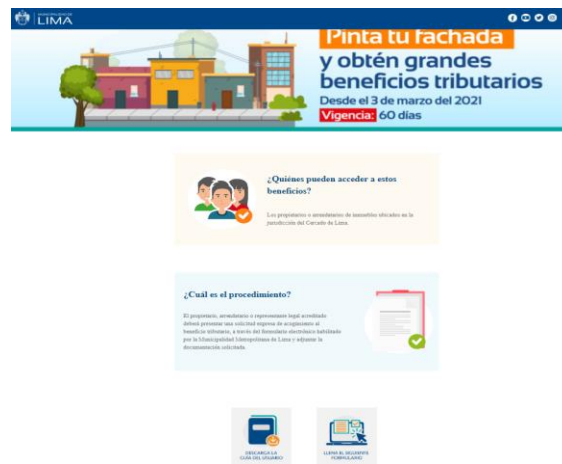 MUNICIPALIDAD DE
LIMA
Pinta tu fachada
y obtén grandes
beneficios tributarios
Desde el 3 de marzo del 2021
Vigencia: 60 días
¿Quiénes pueden acceder a estos
beneficios?
Los propietarios o arrendatarios de inmuebles ubicados en la
jurisdicción del Cercado de Lima.
¿Cuál es el procedimiento?
El propietario, arrendatario o representante legal acreditado
deberá presentar una solicitud expresa de acogimiento al
beneficio tributario, a través del formulario electrónico habilitado
por la Municipalidad Metropolitana de Lima y adjuntar la
documentación solicitada.
DESCARGA LA
GUÍA DEL USUARIO
LLENE EL SIGUIENTE
FORMULARIO